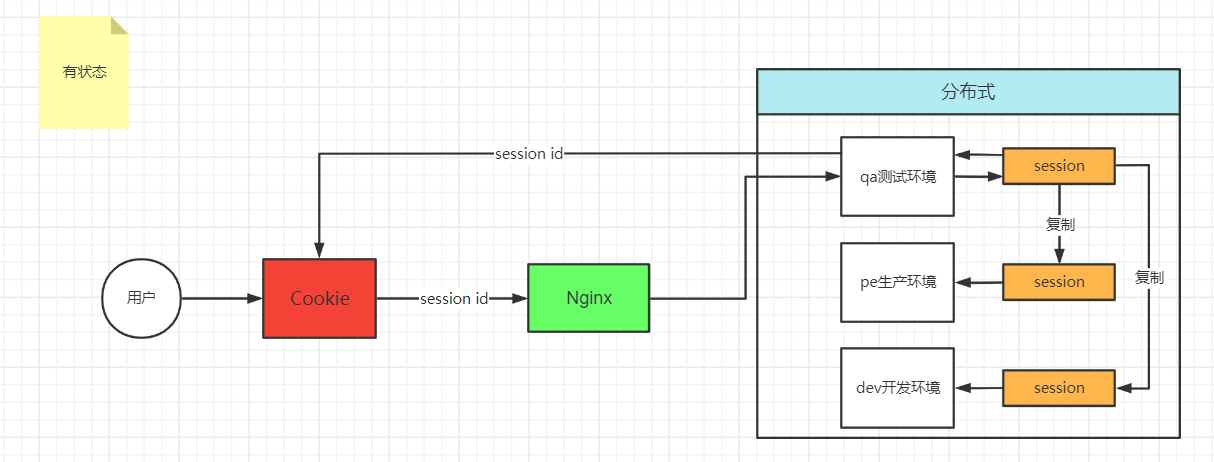 有状态
分布式
session id
qa测试环境
session
复制
用户
Cookie
session id
Nginx
pe生产环境
session
复制
dev开发环境
session